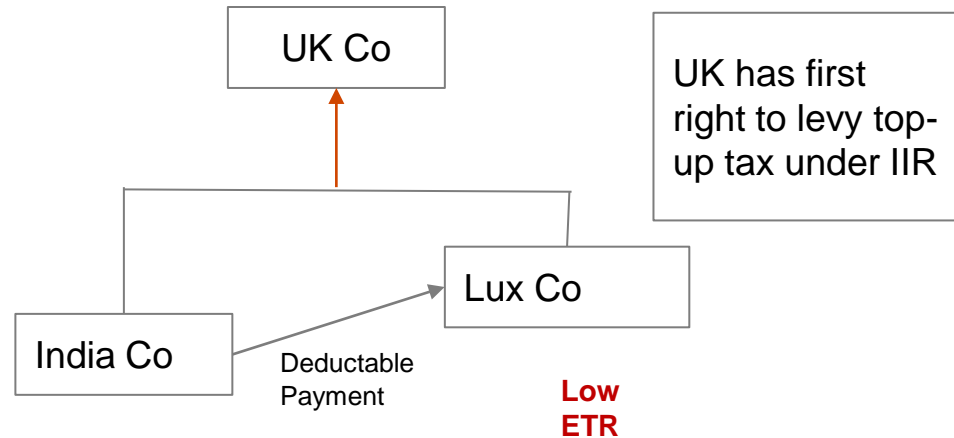 UK Co
UK has first
right to levy top-
up tax under IIR
Lux Co
India Co
Deductable
Payment
Low
ETR